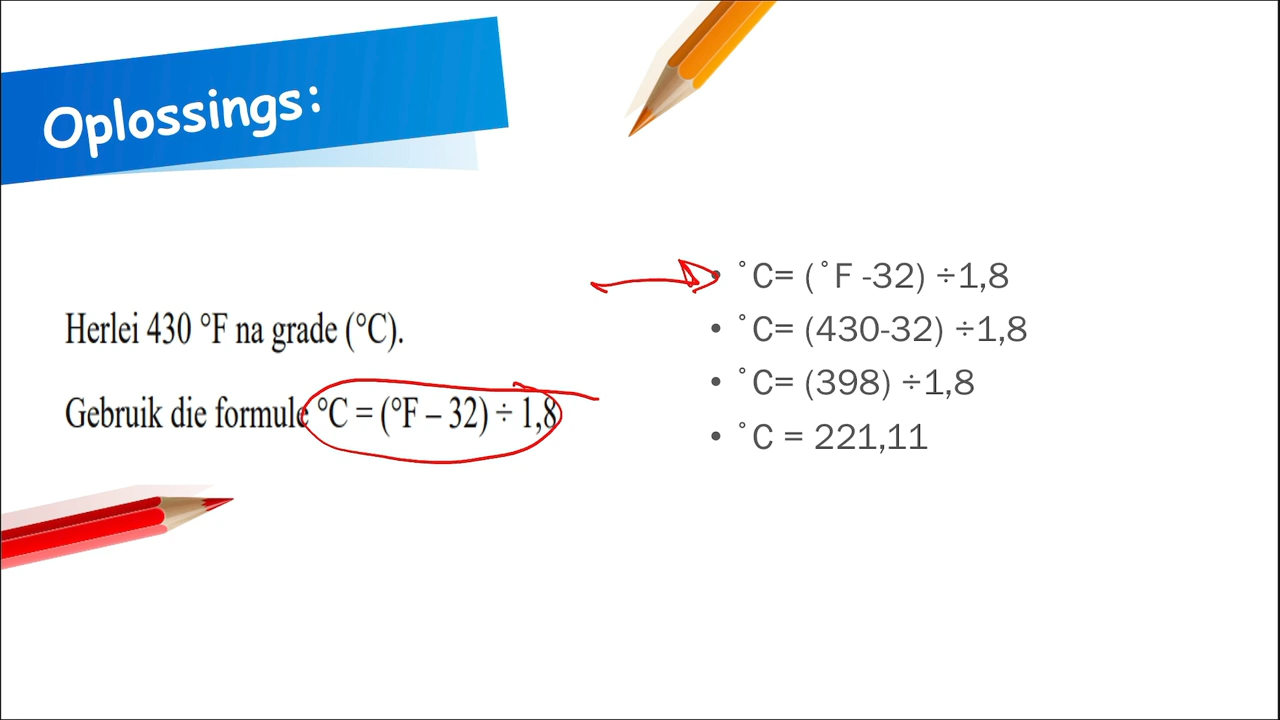 Oplossings:
Herlei 430 °F na grade (°C).
Gebruik die formule °C = (°F – 32) ÷ 1,8
• ˚C= (˚F -32) ÷1,8
• ˚C= (430-32) ÷1,8
• ˚C= (398) ÷1,8
• ˚C = 221,11